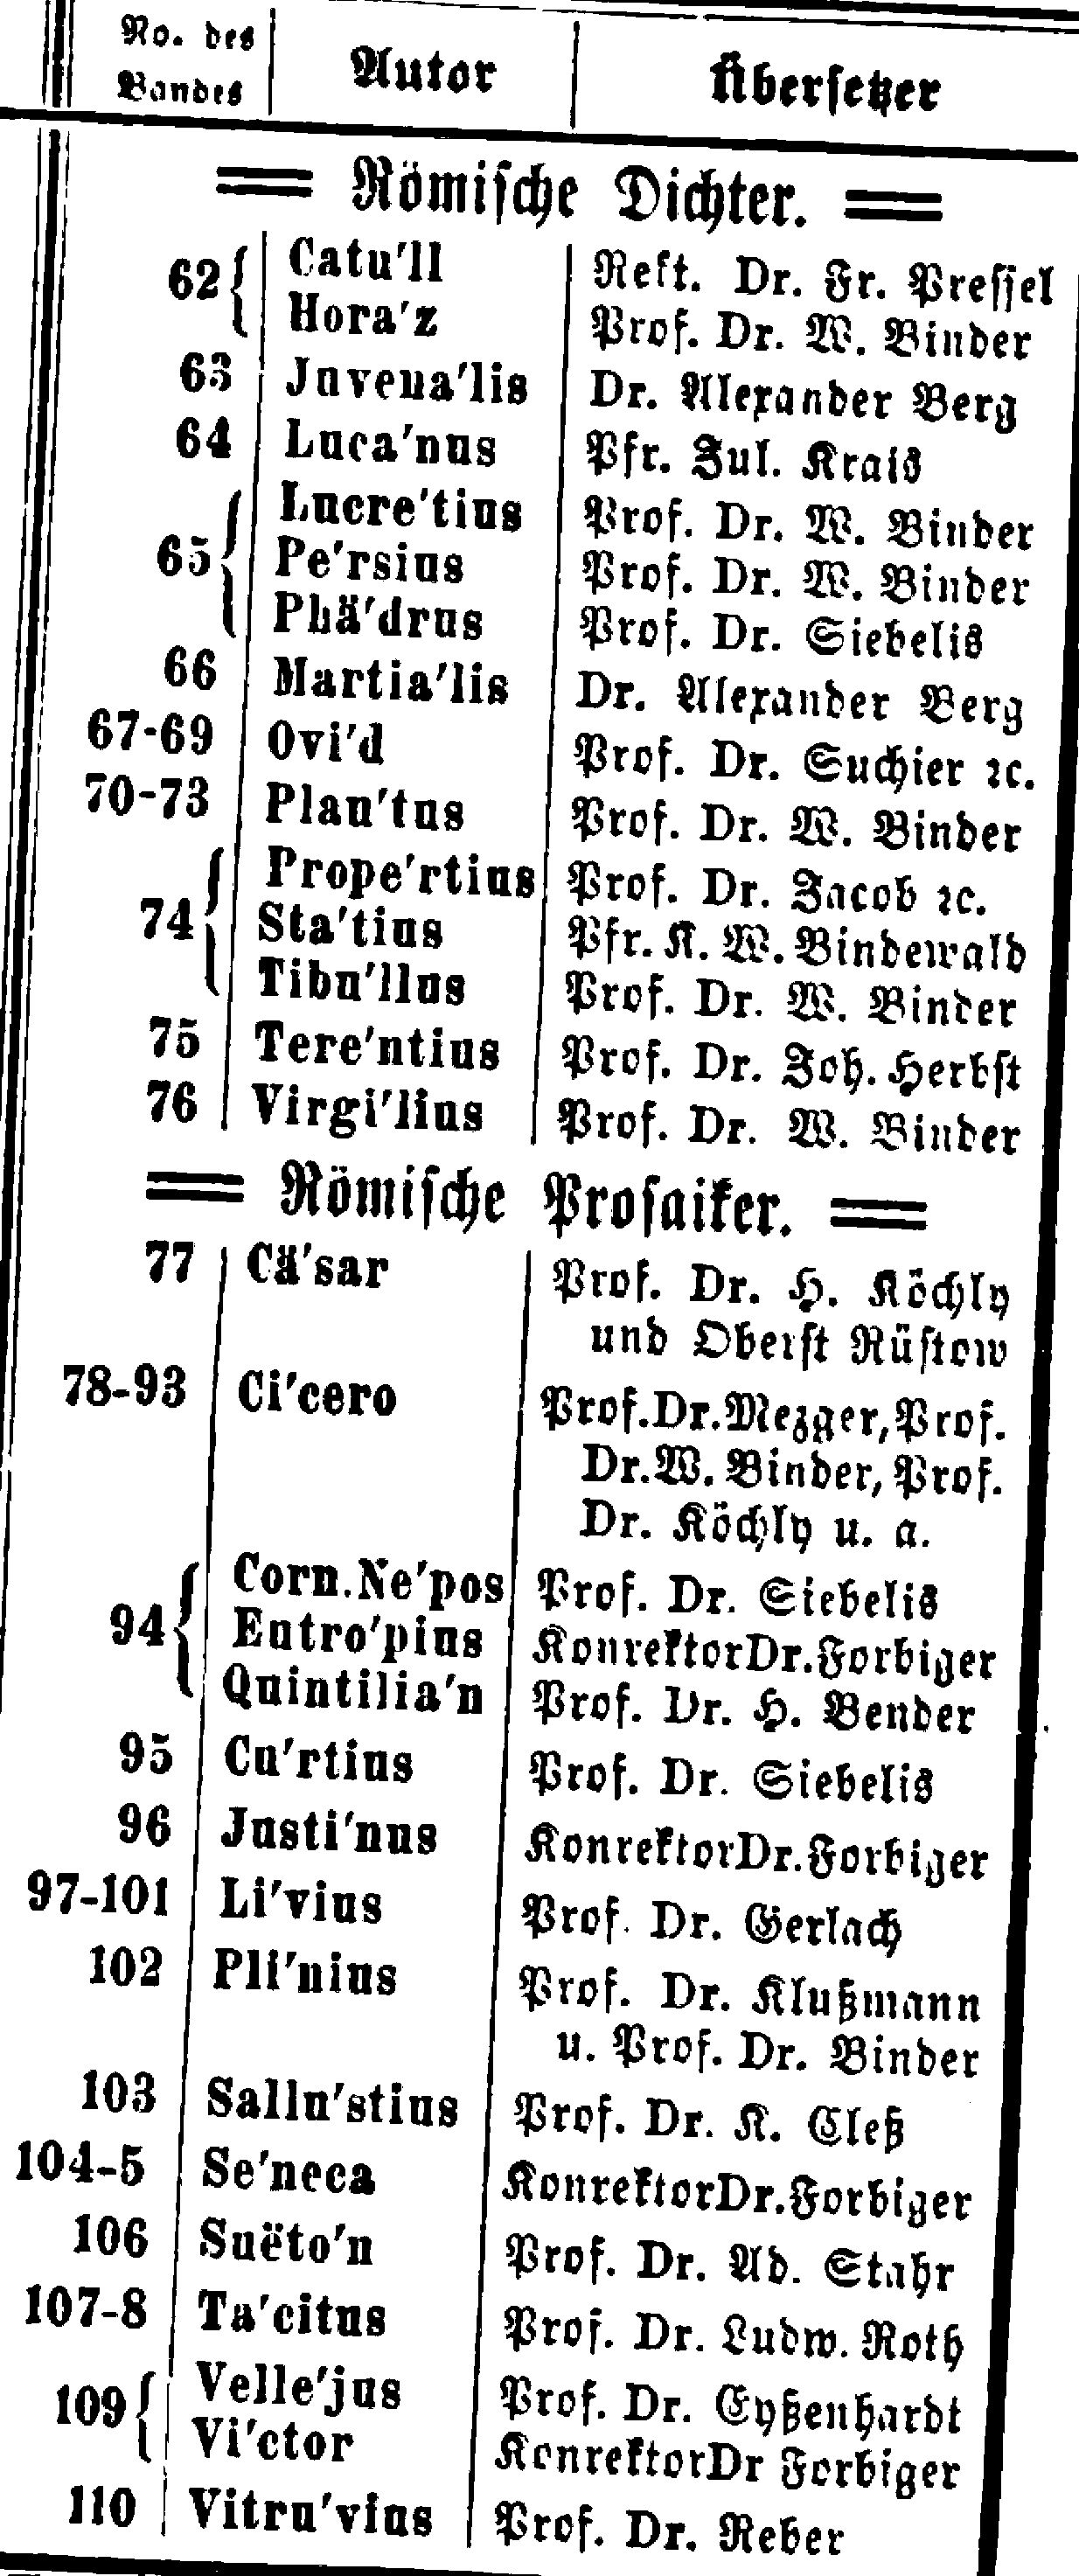 No. des Bandes | Autor | Übersetzer
Römische Dichter.
62 { Catu'll | Rekt. Dr. Fr. Pressel
Hora'z | Prof. Dr. W. Binder
63 | Juvena'lis | Dr. Alexander Berg
64 | Luca'nus | Pfr. Jul. Krais
Lucre'tius | Prof. Dr. W. Binder
65 { Pe'rsius | Prof. Dr. W. Binder
Phä'drus | Prof. Dr. Siebelis
66 | Martia'lis | Dr. Alexander Berg
67-69 | Ovi'd | Prof. Dr. Suchier ꝛc.
70-73 | Plau'tus | Prof. Dr. W. Binder
Prope'rtius | Prof. Dr. Jacob ꝛc.
74 { Sta'tius | Pfr. K. W. Bindewald
Tibu'llus | Prof. Dr. W. Binder
75 | Tere'ntius | Prof. Dr. Joh. Herbst
76 | Virgi'lius | Prof. Dr. W. Binder
Römische Prosaiker.
77 | Cä'sar | Prof. Dr. H. Köchly
und Oberst Rüstow
78-93 | Ci'cero | Prof. Dr. Mezger, Prof.
Dr. W. Binder, Prof.
Dr. Köchly u. a.
Corn. Ne'pos | Prof. Dr. Siebelis
94 { Eutro'pius | Konrektor Dr. Forbiger
Quintilia'n | Prof. Dr. H. Bender
95 | Cu'rtius | Prof. Dr. Siebelis
96 | Justi'nus | Konrektor Dr. Forbiger
97-101 | Li'vius | Prof. Dr. Gerlach
102 | Pli'nius | Prof. Dr. Klußmann
u. Prof. Dr. Binder
103 | Sallu'stius | Prof. Dr. K. Cleß
104-5 | Se'neca | Konrektor Dr. Forbiger
106 | Suëto'n | Prof. Dr. Ad. Stahr
107-8 | Ta'citus | Prof. Dr. Ludw. Roth
109 { Velle'jus | Prof. Dr. Eyßenhardt
Vi'ctor | Konrektor Dr Forbiger
110 | Vitru'vius | Prof. Dr. Reber